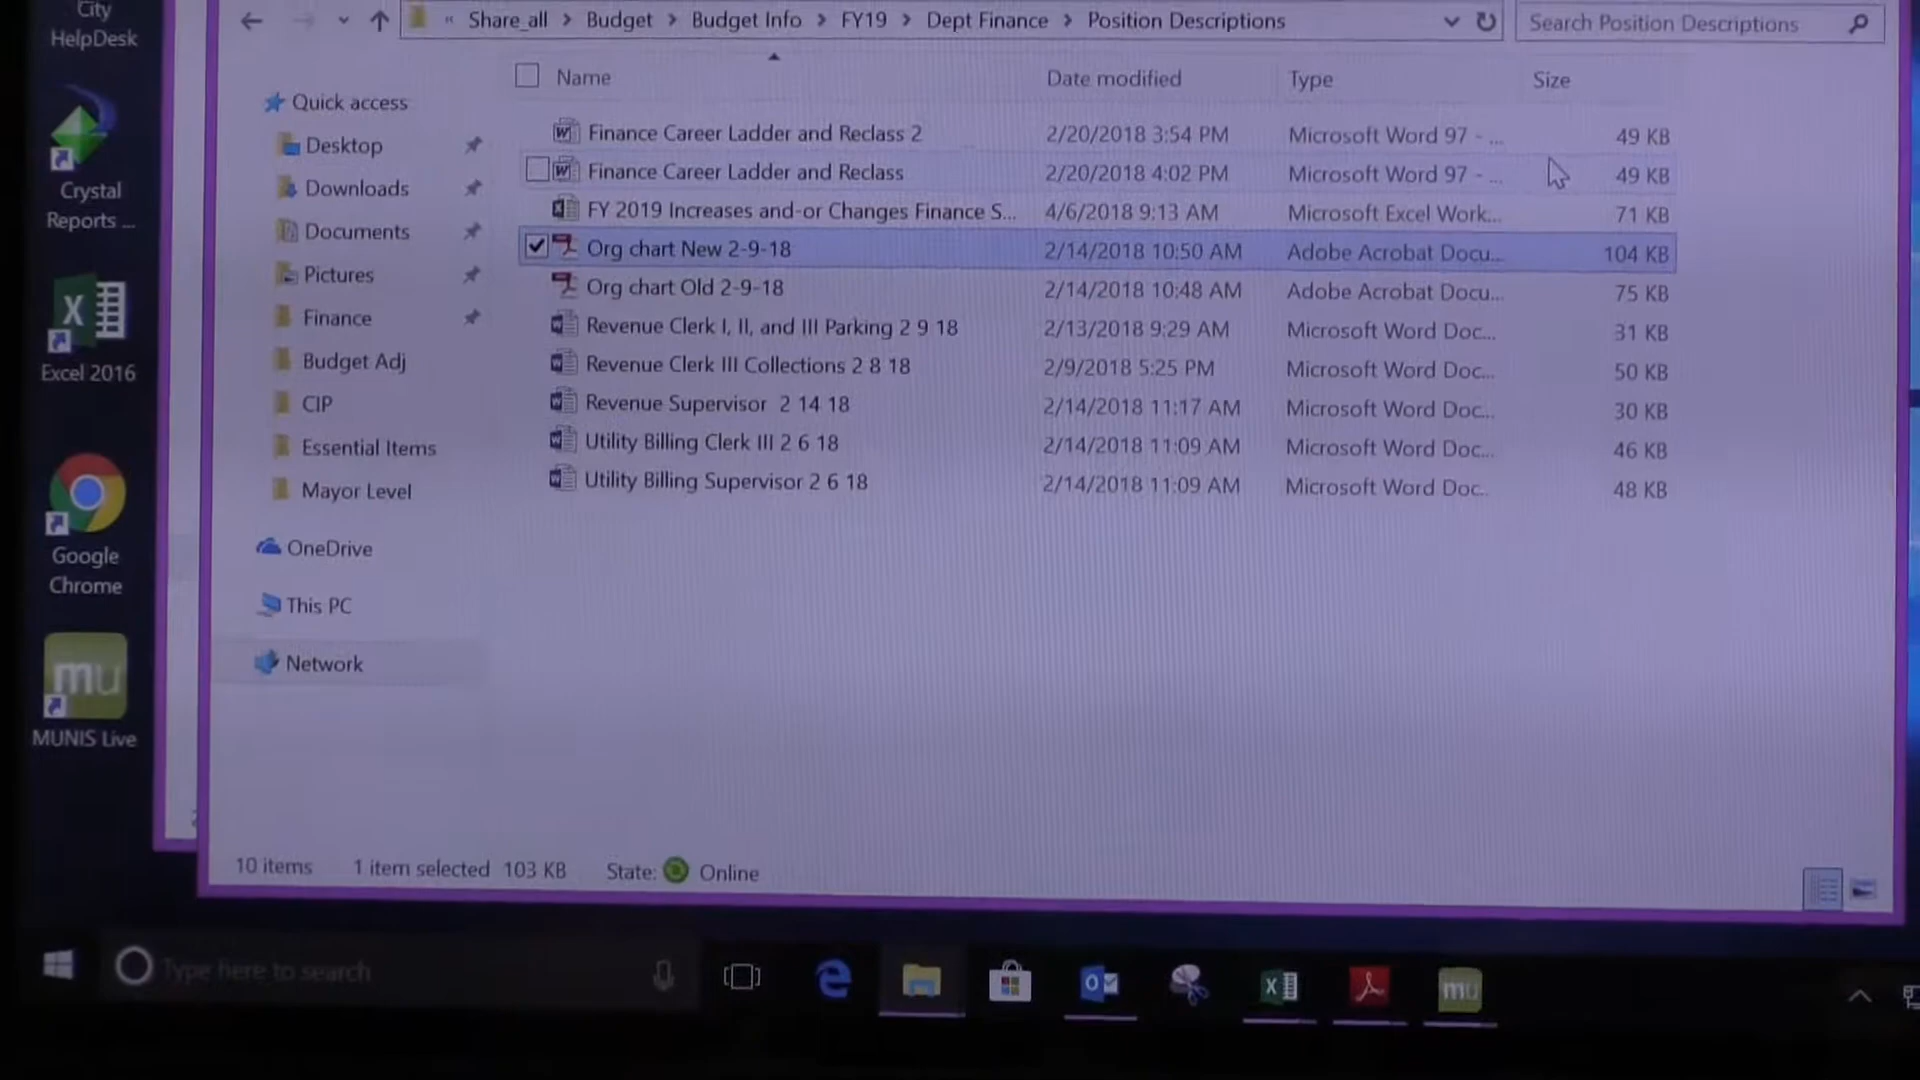 City
HelpDesk
« Share_all > Budget > Budget Info > FY19 > Dept Finance > Position Descriptions
Search Position Descriptions
Name Date modified Type Size
Quick access
Desktop
Downloads
Documents
Pictures
Finance
Budget Adj
CIP
Essential Items
Mayor Level
OneDrive
This PC
Network
Finance Career Ladder and Reclass 2 2/20/2018 3:54 PM Microsoft Word 97 - ... 49 KB
Finance Career Ladder and Reclass 2/20/2018 4:02 PM Microsoft Word 97 - ... 49 KB
FY 2019 Increases and-or Changes Finance S... 4/6/2018 9:13 AM Microsoft Excel Work... 71 KB
Org chart New 2-9-18 2/14/2018 10:50 AM Adobe Acrobat Docu... 104 KB
Org chart Old 2-9-18 2/14/2018 10:48 AM Adobe Acrobat Docu... 75 KB
Revenue Clerk I, II, and III Parking 2 9 18 2/13/2018 9:29 AM Microsoft Word Doc... 31 KB
Revenue Clerk III Collections 2 8 18 2/9/2018 5:25 PM Microsoft Word Doc... 50 KB
Revenue Supervisor 2 14 18 2/14/2018 11:17 AM Microsoft Word Doc... 30 KB
Utility Billing Clerk III 2 6 18 2/14/2018 11:09 AM Microsoft Word Doc... 46 KB
Utility Billing Supervisor 2 6 18 2/14/2018 11:09 AM Microsoft Word Doc.. 48 KB
Crystal
Reports ...
Excel 2016
Google
Chrome
mu
MUNIS Live
10 items 1 item selected 103 KB State: Online
Type here to search
mu